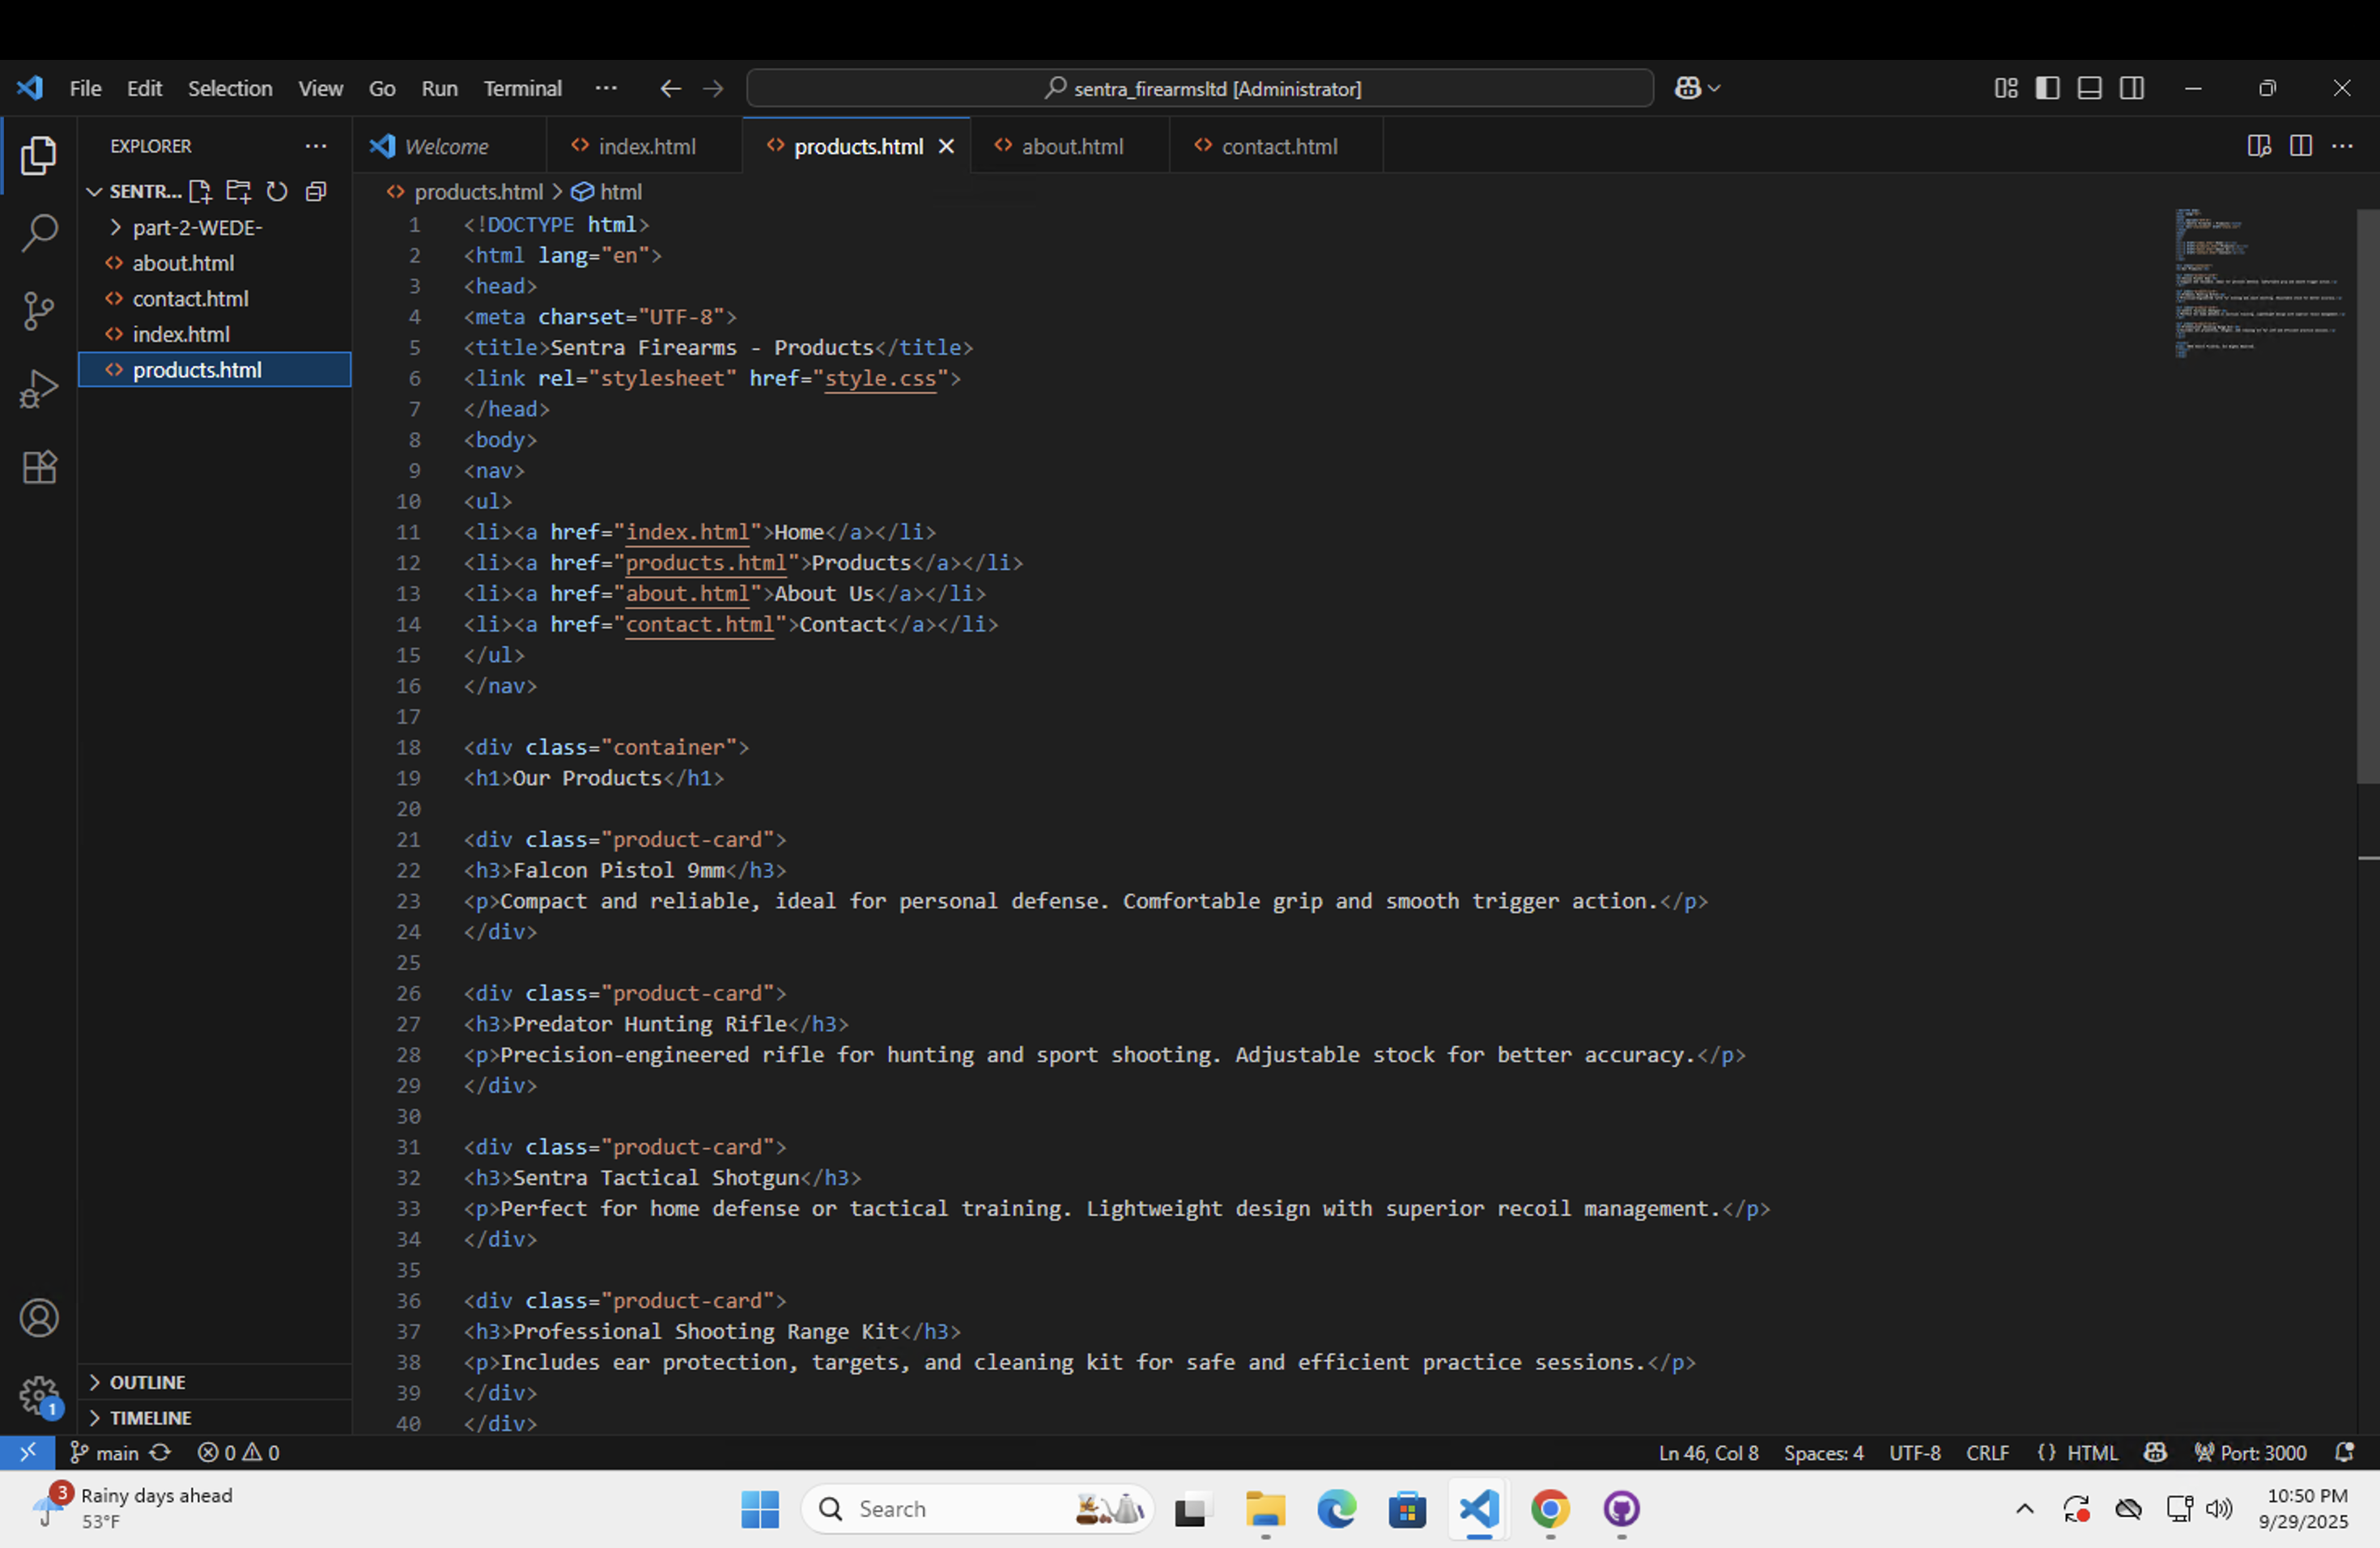 File Edit Selection View Go Run Terminal ··· sentra_firearmsltd [Administrator]
EXPLORER ···
Welcome index.html products.html about.html contact.html ···
SENTR...
part-2-WEDE-
about.html
contact.html
index.html
products.html
products.html > html
1 <!DOCTYPE html>
2 <html lang="en">
3 <head>
4 <meta charset="UTF-8">
5 <title>Sentra Firearms - Products</title>
6 <link rel="stylesheet" href="style.css">
7 </head>
8 <body>
9 <nav>
10 <ul>
11 <li><a href="index.html">Home</a></li>
12 <li><a href="products.html">Products</a></li>
13 <li><a href="about.html">About Us</a></li>
14 <li><a href="contact.html">Contact</a></li>
15 </ul>
16 </nav>
17
18 <div class="container">
19 <h1>Our Products</h1>
20
21 <div class="product-card">
22 <h3>Falcon Pistol 9mm</h3>
23 <p>Compact and reliable, ideal for personal defense. Comfortable grip and smooth trigger action.</p>
24 </div>
25
26 <div class="product-card">
27 <h3>Predator Hunting Rifle</h3>
28 <p>Precision-engineered rifle for hunting and sport shooting. Adjustable stock for better accuracy.</p>
29 </div>
30
31 <div class="product-card">
32 <h3>Sentra Tactical Shotgun</h3>
33 <p>Perfect for home defense or tactical training. Lightweight design with superior recoil management.</p>
34 </div>
35
36 <div class="product-card">
37 <h3>Professional Shooting Range Kit</h3>
38 <p>Includes ear protection, targets, and cleaning kit for safe and efficient practice sessions.</p>
39 </div>
40 </div>
OUTLINE
TIMELINE
1
main 0 0 Ln 46, Col 8 Spaces: 4 UTF-8 CRLF {} HTML Port: 3000
3
Rainy days ahead
53°F
Search
10:50 PM
9/29/2025